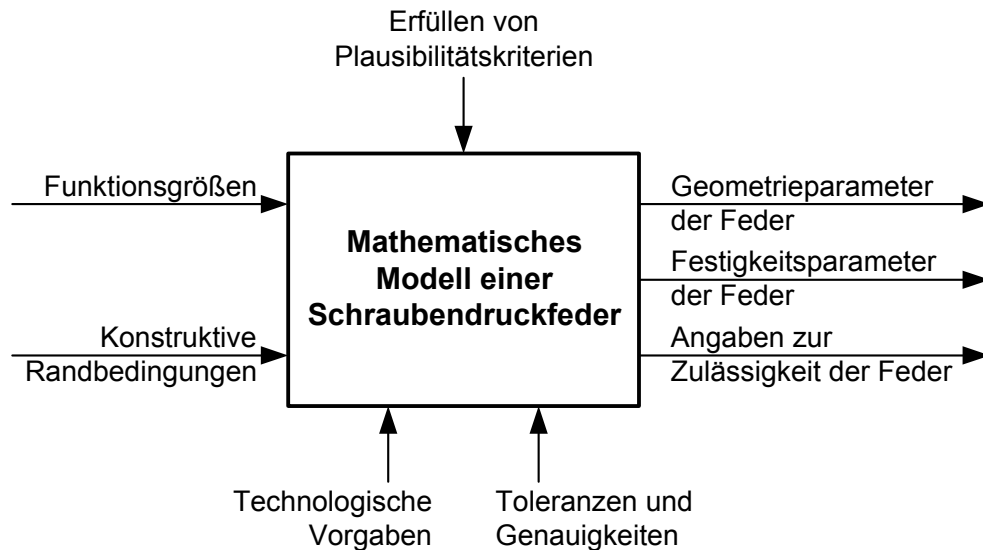 Erfüllen von
Plausibilitätskriterien
Funktionsgrößen
Konstruktive
Randbedingungen
Mathematisches
Modell einer
Schraubendruckfeder
Geometrieparameter
der Feder
Festigkeitsparameter
der Feder
Angaben zur
Zulässigkeit der Feder
Technologische
Vorgaben
Toleranzen und
Genauigkeiten